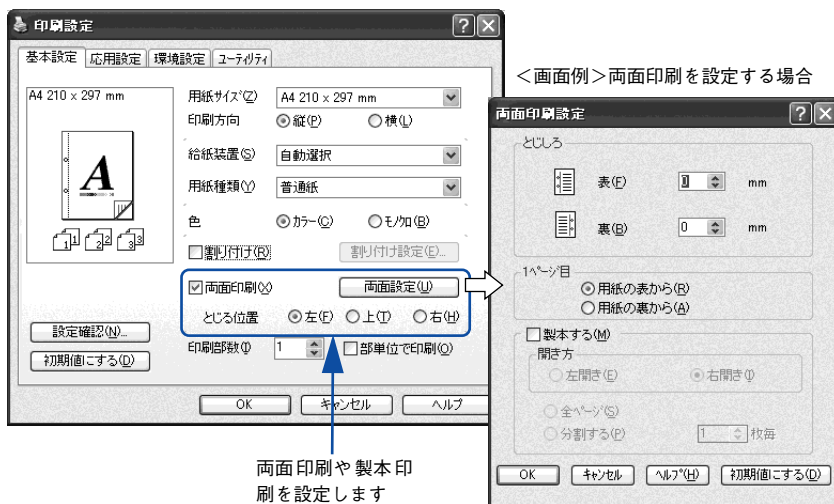 印刷設定
基本設定 応用設定 環境設定 ユーティリティ
A4 210 x 297 mm
A
1 1 2 2 3 3
設定確認(N)...
初期値にする(D)
用紙サイズ(Z) A4 210 x 297 mm
印刷方向 縦(P) 横(L)
給紙装置(S) 自動選択
用紙種類(Y) 普通紙
色 カラー(C) モノクロ(B)
割り付け(R) 割り付け設定(E)...
両面印刷(X) 両面設定(U)
とじる位置 左(F) 上(T) 右(H)
印刷部数(I) 1 部単位で印刷(O)
OK キャンセル ヘルプ
両面印刷や製本印
刷を設定します
<画面例>両面印刷を設定する場合
両面印刷設定
とじしろ
表(F) 0 mm
裏(B) 0 mm
1ページ目
用紙の表から(R)
用紙の裏から(A)
製本する(M)
開き方
左開き(E) 右開き(I)
全ページ(S)
分割する(P) 1 枚毎
OK キャンセル ヘルプ(H) 初期値にする(D)